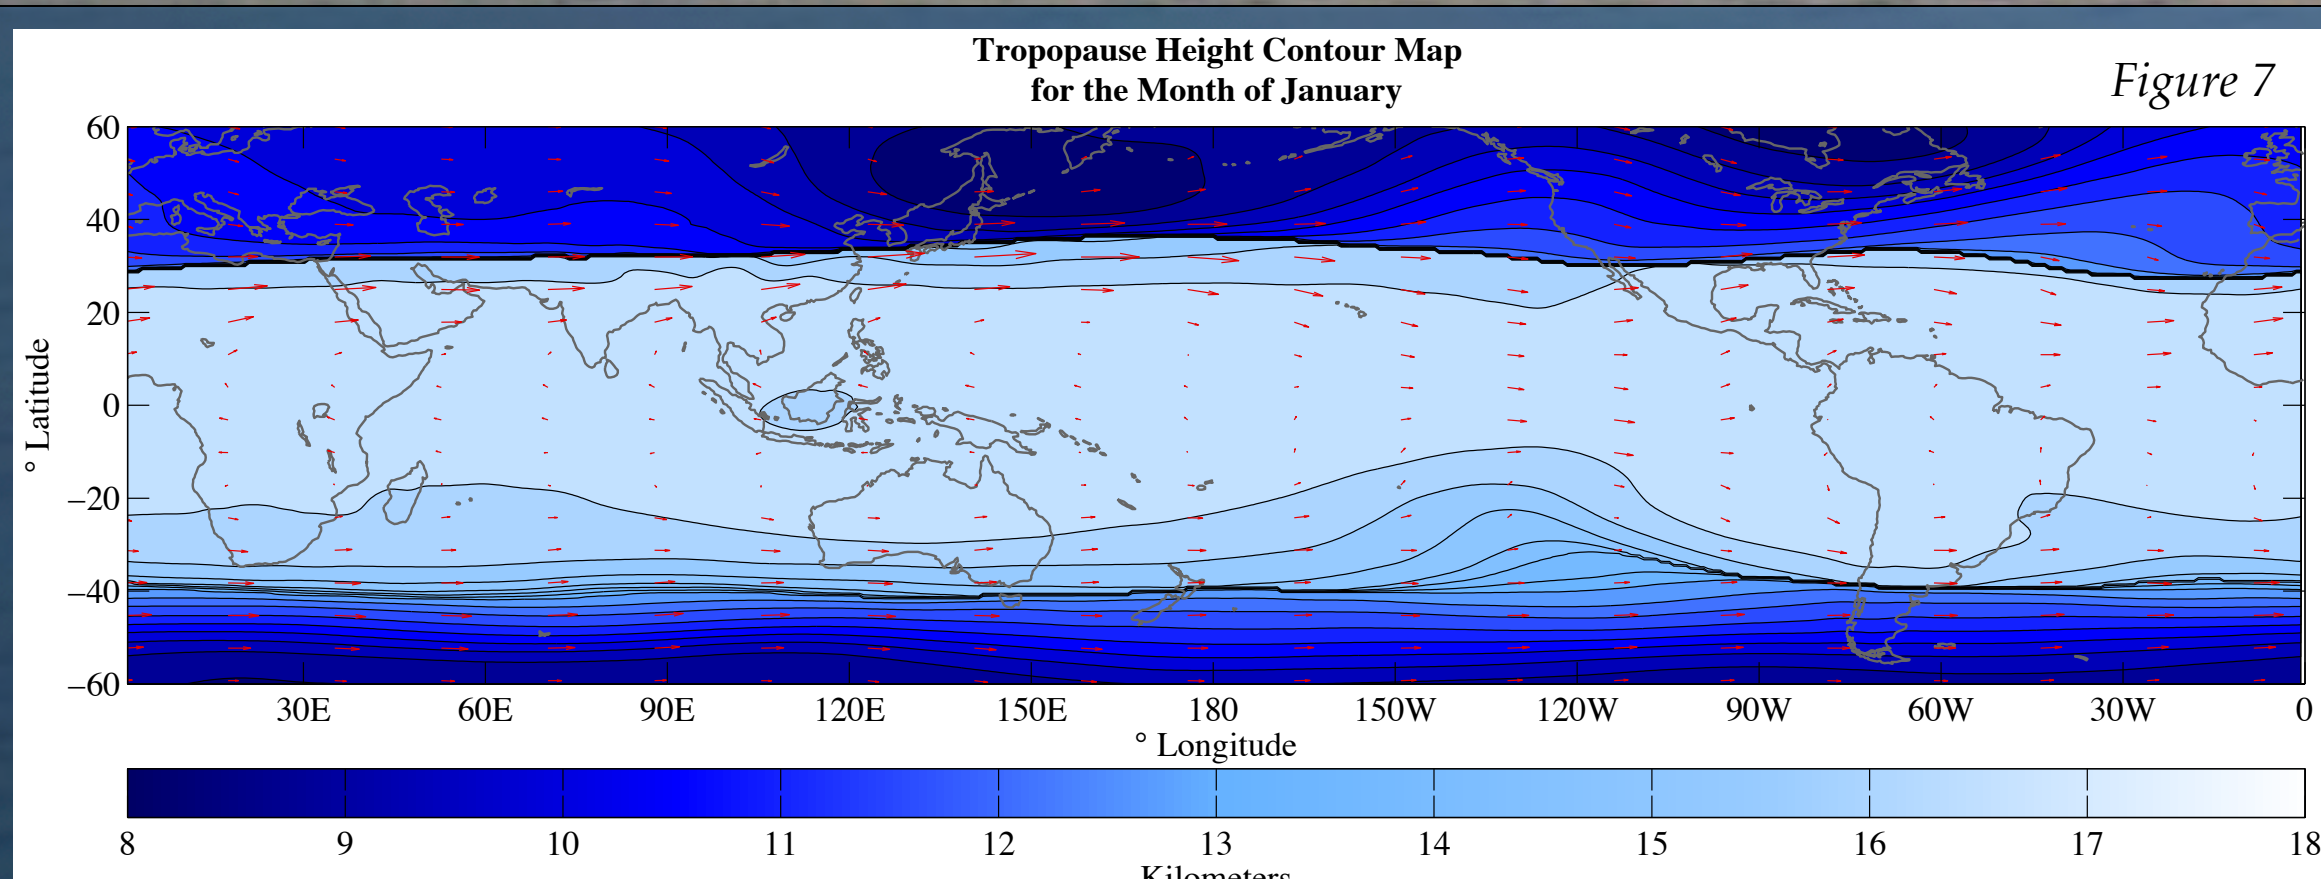 Tropopause Height Contour Map
for the Month of January
Figure 7
60
40
20
0
−20
−40
−60
° Latitude
30E 60E 90E 120E 150E 180 150W 120W 90W 60W 30W 0
° Longitude
8 9 10 11 12 13 14 15 16 17 18
Kilometers